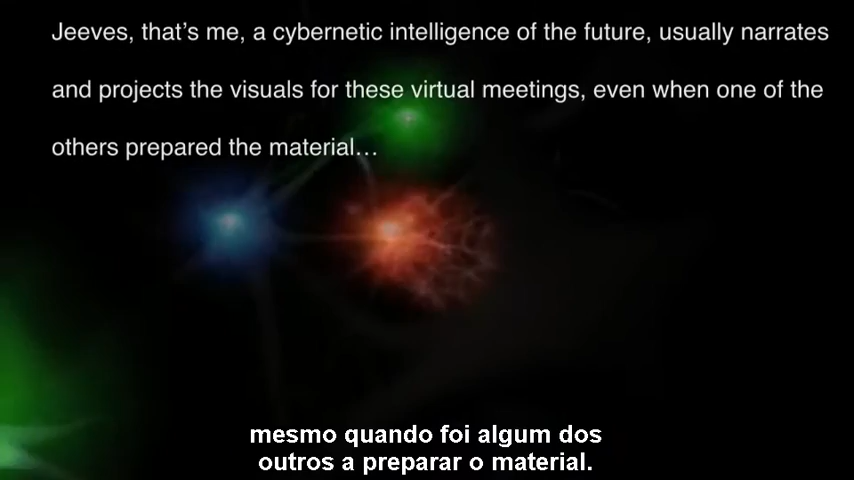 Jeeves, that’s me, a cybernetic intelligence of the future, usually narrates
and projects the visuals for these virtual meetings, even when one of the
others prepared the material…
mesmo quando foi algum dos
outros a preparar o material.